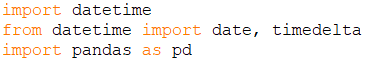 import datetime
from datetime import date, timedelta
import pandas as pd